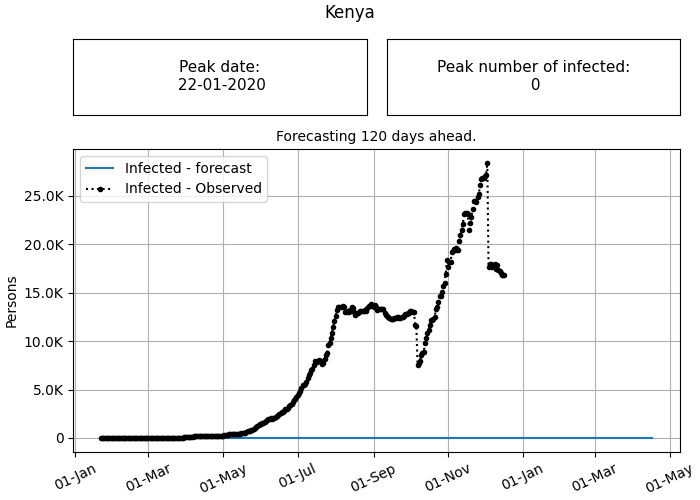 Kenya
Peak date:
22-01-2020
Peak number of infected:
0
Forecasting 120 days ahead.
Infected - forecast
Infected - Observed
Persons
25.0K
20.0K
15.0K
10.0K
5.0K
0
01-Jan
01-Mar
01-May
01-Jul
01-Sep
01-Nov
01-Jan
01-Mar
01-May